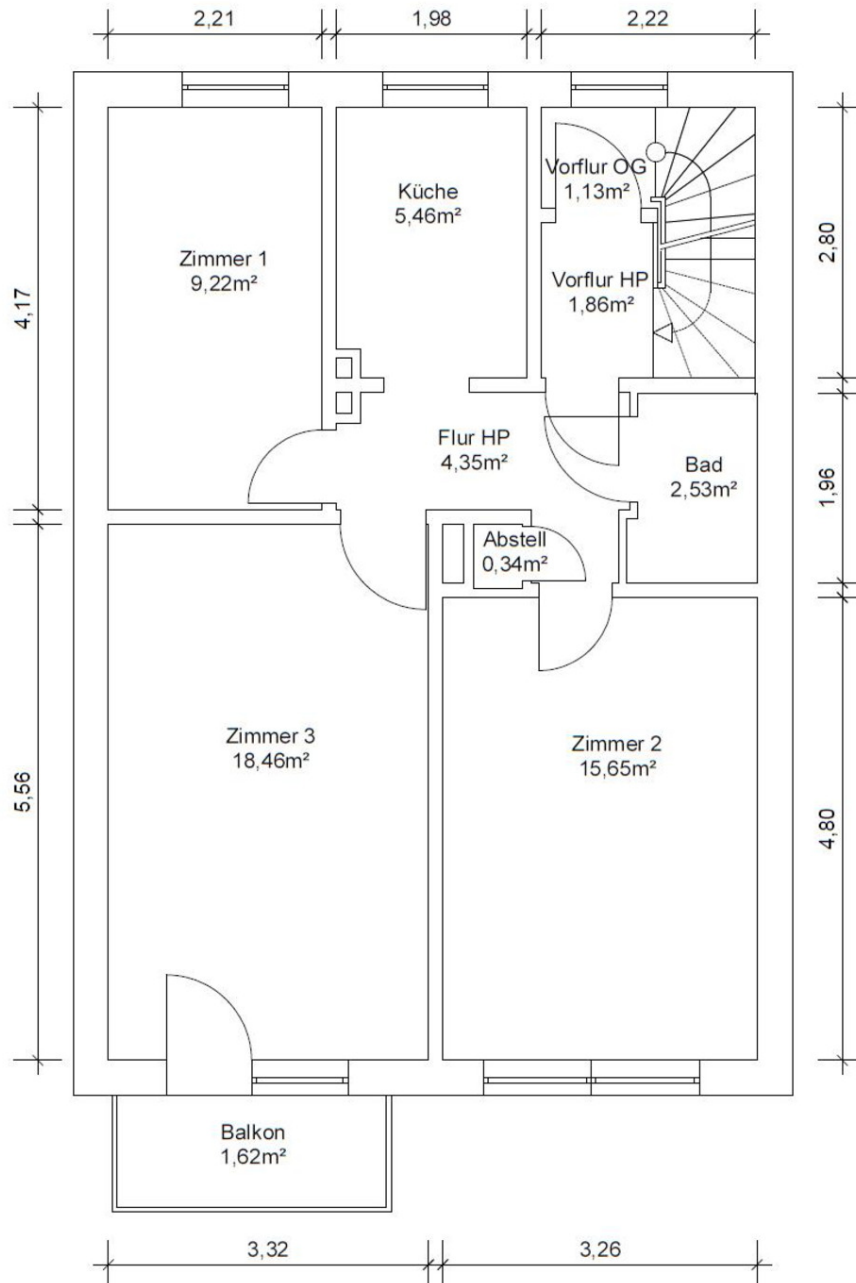 2,21
1,98
2,22
Vorflur OG
1,13m²
Küche
5,46m²
Zimmer 1
9,22m²
Vorflur HP
1,86m²
2,80
4,17
Flur HP
4,35m²
Bad
2,53m²
1,96
Abstell
0,34m²
Zimmer 3
18,46m²
Zimmer 2
15,65m²
5,56
4,80
Balkon
1,62m²
3,32
3,26